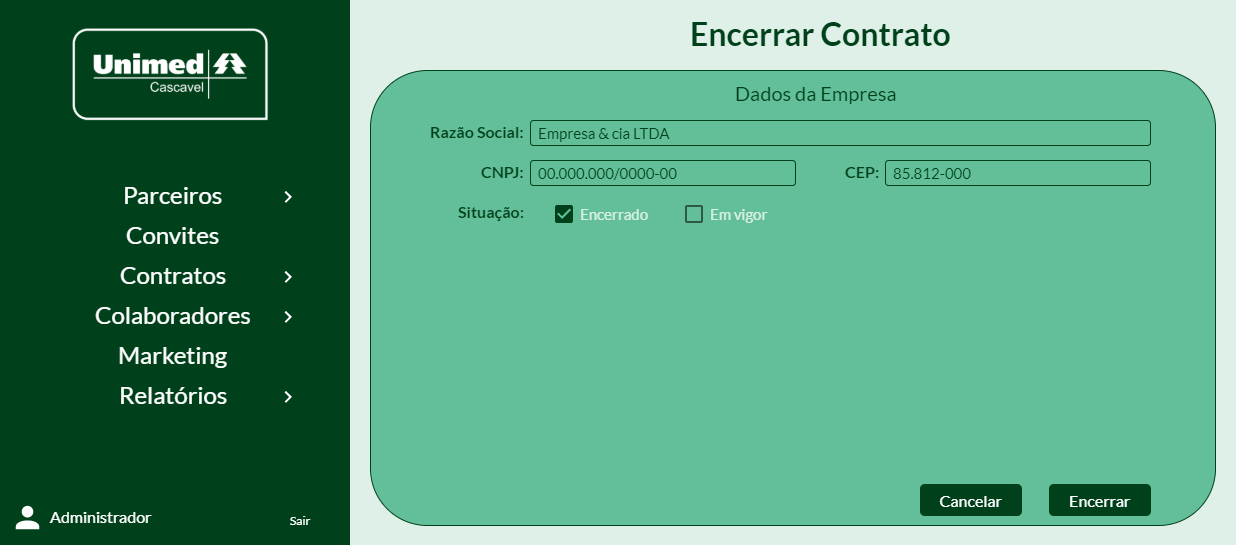 Unimed
Cascavel
Parceiros
Convites
Contratos
Colaboradores
Marketing
Relatórios
Administrador
Sair
Encerrar Contrato
Dados da Empresa
Razão Social: Empresa & cia LTDA
CNPJ: 00.000.000/0000-00 CEP: 85.812-000
Situação: Encerrado Em vigor
Cancelar Encerrar